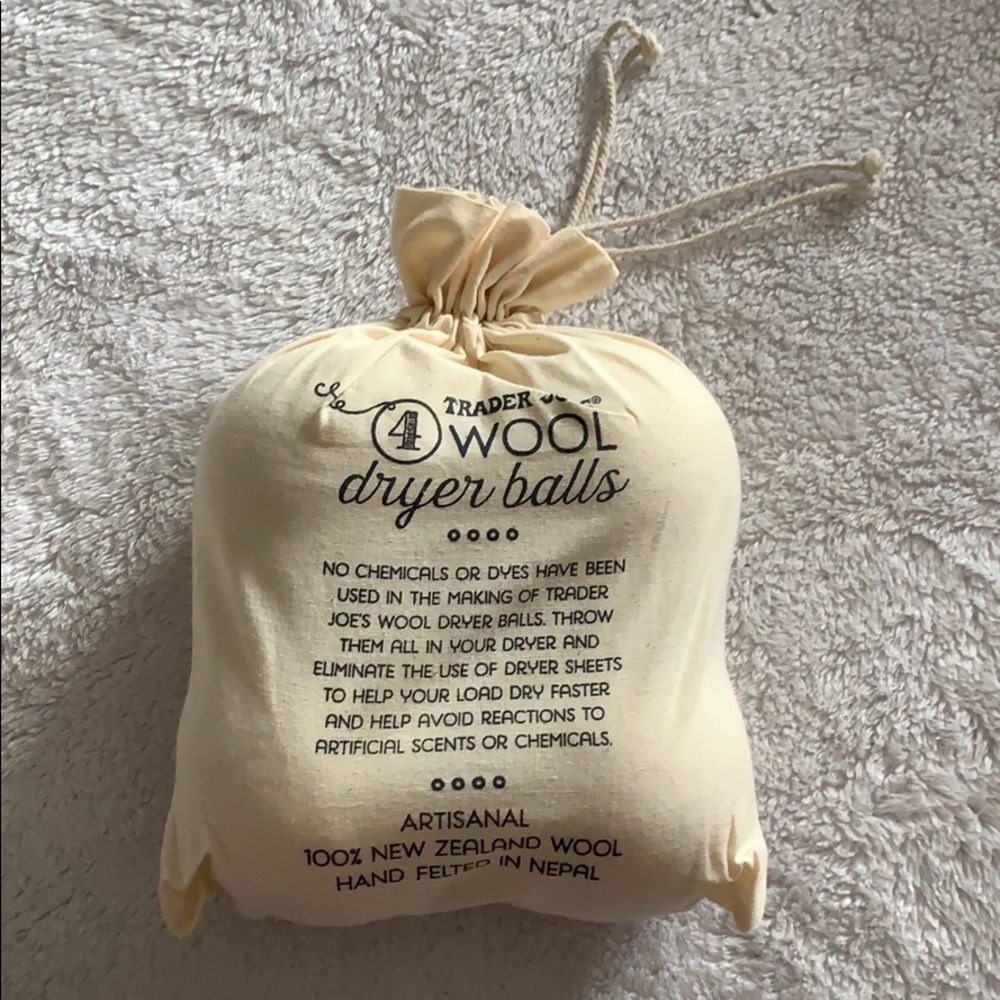 TRADER
4 WOOL
dryer balls
NO CHEMICALS OR DYES HAVE BEEN
USED IN THE MAKING OF TRADER
JOE'S WOOL DRYER BALLS. THROW
THEM ALL IN YOUR DRYER AND
ELIMINATE THE USE OF DRYER SHEETS
TO HELP YOUR LOAD DRY FASTER
AND HELP AVOID REACTIONS TO
ARTIFICIAL SCENTS OR CHEMICALS.
ARTISANAL
100% NEW ZEALAND WOOL
HAND FELTED IN NEPAL